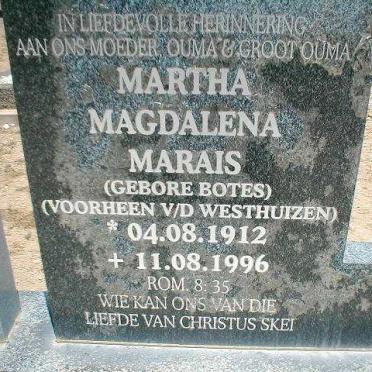 IN LIEFDEVOLLE HERINNERING
AAN ONS MOEDER, OUMA & GROOT OUMA
MARTHA
MAGDALENA
MARAIS
(GEBORE BOTES)
(VOORHEEN V/D WESTHUIZEN)
* 04.08.1912
+ 11.08.1996
ROM. 8: 35
WIE KAN ONS VAN DIE
LIEFDE VAN CHRISTUS SKEI